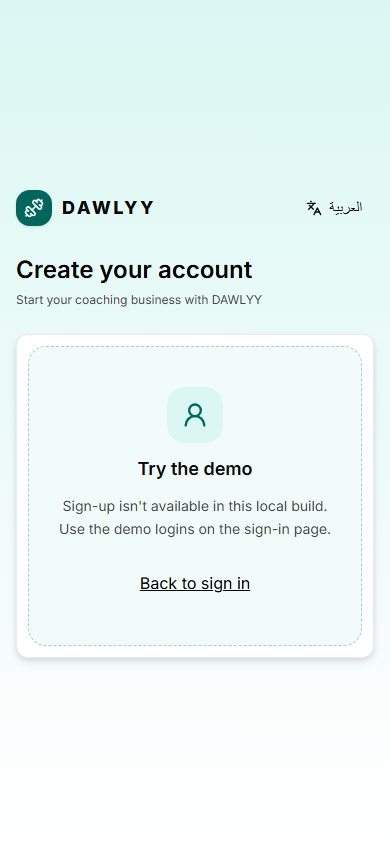 DAWLYY
العربية
Create your account
Start your coaching business with DAWLYY
Try the demo
Sign-up isn't available in this local build.
Use the demo logins on the sign-in page.
Back to sign in